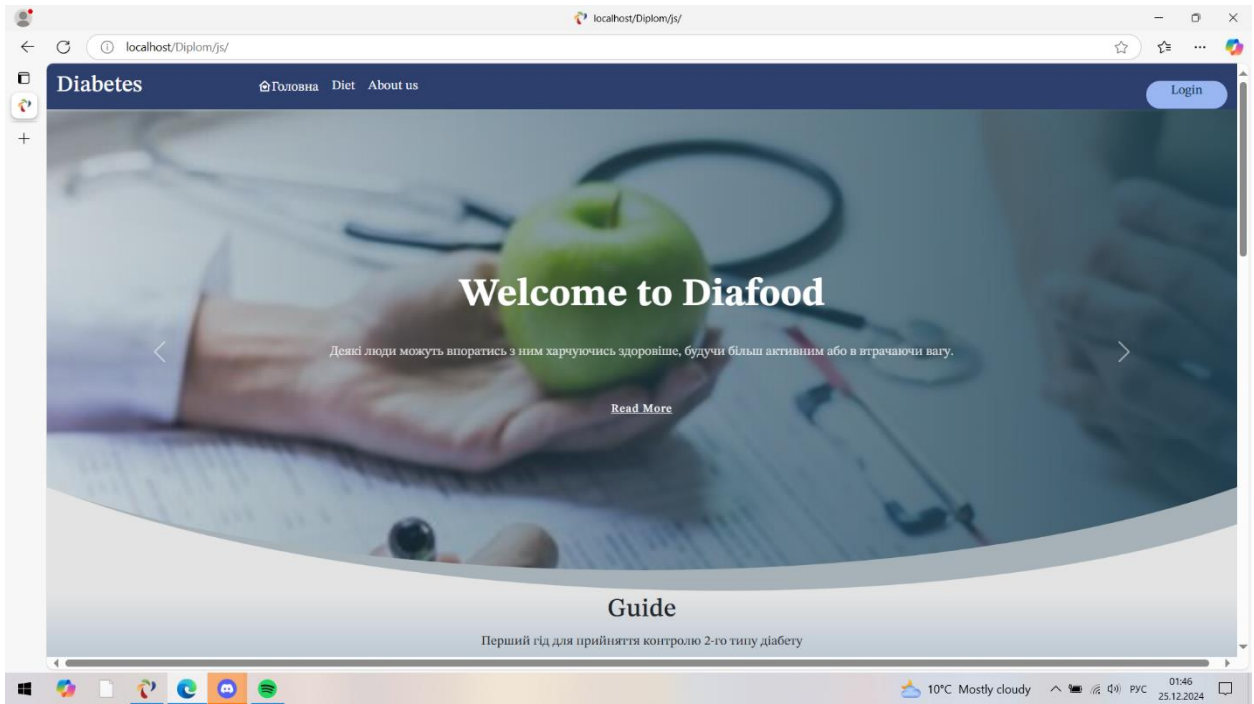 localhost/Diplom/js/
localhost/Diplom/js/
Diabetes
Головна Diet About us
Login
Welcome to Diafood
Деякі люди можуть впоратись з ним харчуючись здоровіше, будучи більш активним або в втрачаючи вагу.
Read More
Guide
Перший гід для прийняття контролю 2-го типу діабету
10°C Mostly cloudy
РУС
01:46
25.12.2024